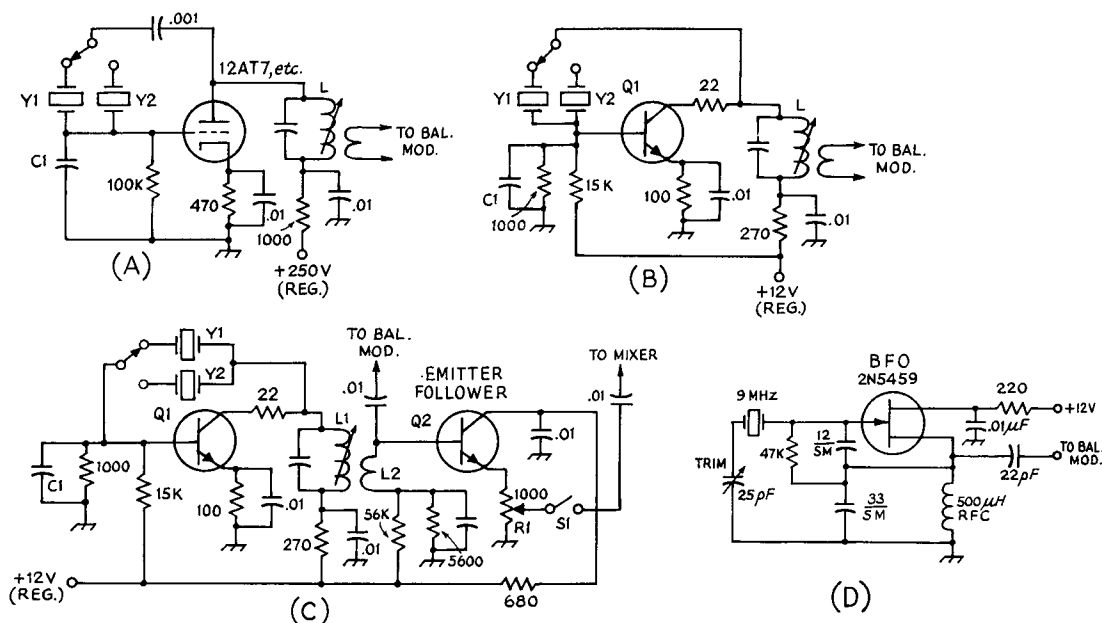 .001
12AT7, etc.
Y1
Y2
L
C1
100K
470
.01
1000
.01
TO BAL.
MOD.
+250V
(REG.)
(A)
Y1
Y2
Q1
22
L
TO BAL.
MOD.
C1
1000
15K
100
.01
270
.01
+12V
(REG.)
(B)
Y1
Y2
Q1
22
C1
1000
15K
100
.01
L1
270
.01
TO BAL.
MOD.
.01
L2
EMITTER
FOLLOWER
Q2
.01
56K
5600
1000
R1
S1
TO MIXER
.01
680
+12V
(REG.)
(C)
BFO
2N5459
9 MHz
TRIM
25pF
47K
12
SM
33
SM
220
+12V
.01µF
22pF
TO BAL.
MOD.
500µH
RFC
(D)